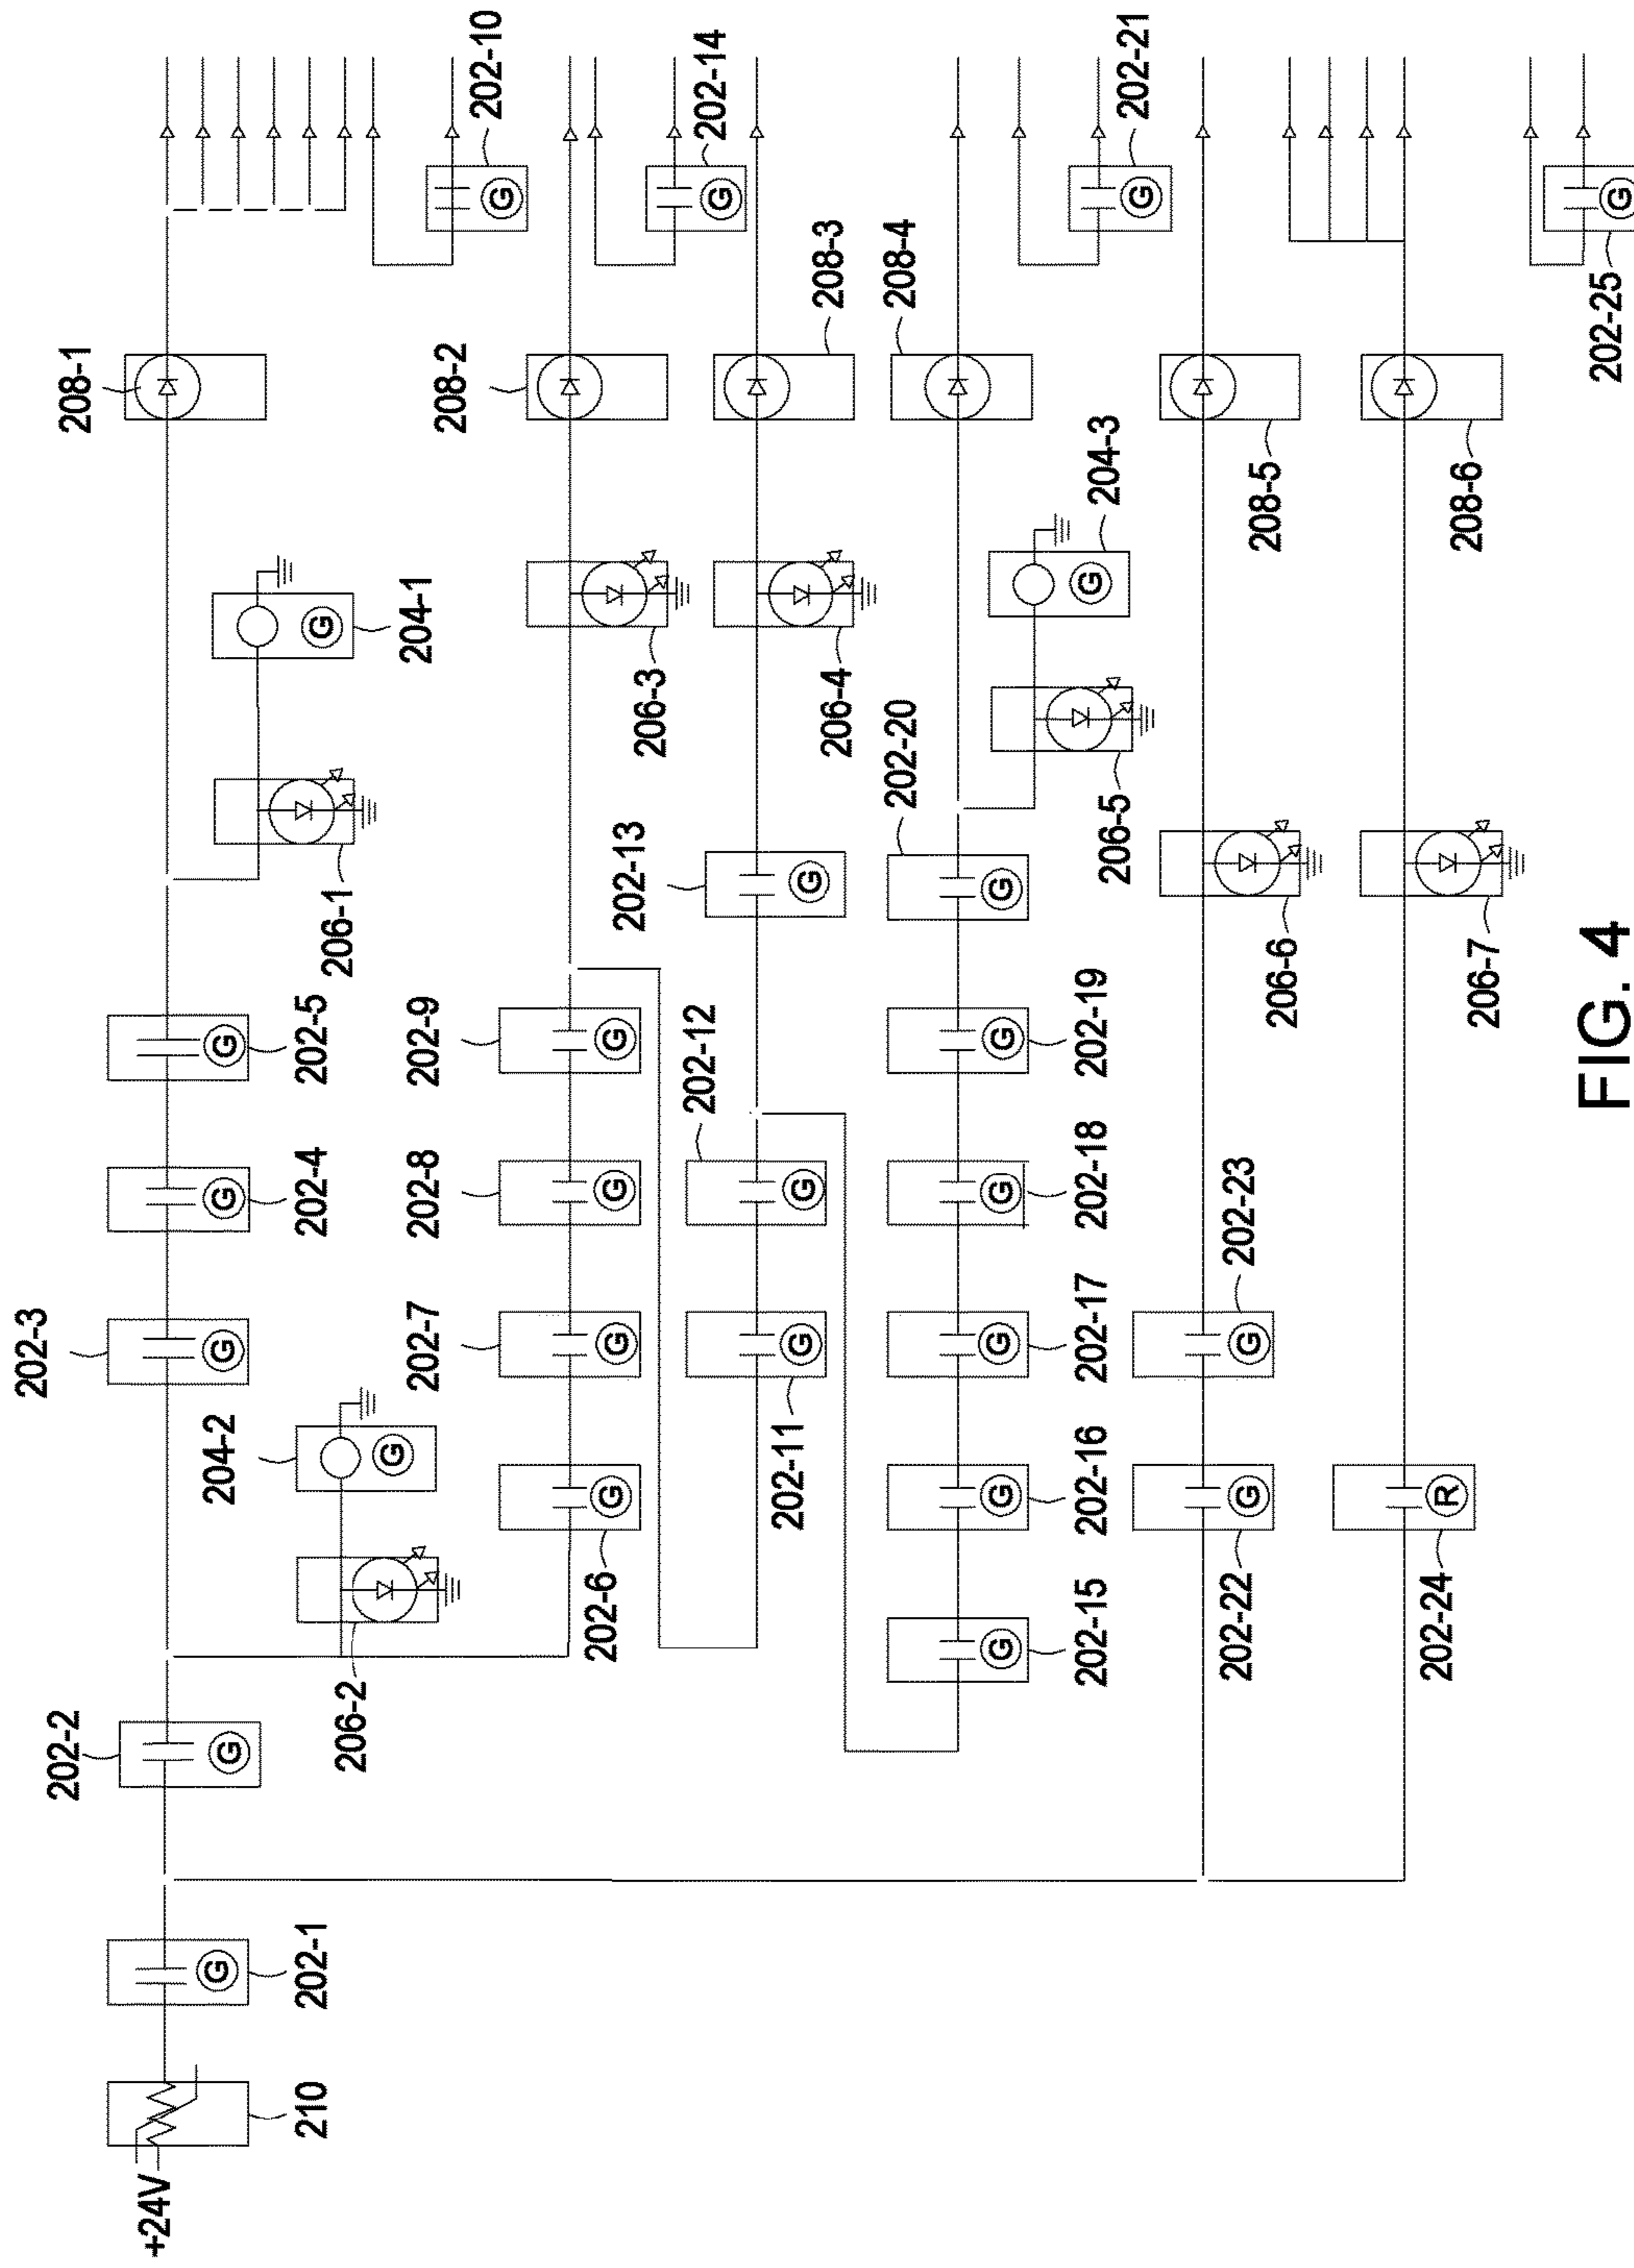 +24V
210
202-1
G
202-2
G
206-2
204-2
G
202-3
G
202-4
G
202-5
G
206-1
204-1
G
208-1
202-10
G
202-6
G
202-7
G
202-8
G
202-9
G
206-3
208-2
202-14
G
202-11
G
202-12
G
202-13
G
206-4
208-3
202-15
G
202-16
G
202-17
G
202-18
G
202-19
G
202-20
G
206-5
204-3
G
208-4
202-21
G
202-22
G
202-23
G
206-6
208-5
202-24
R
206-7
208-6
202-25
G
FIG. 4